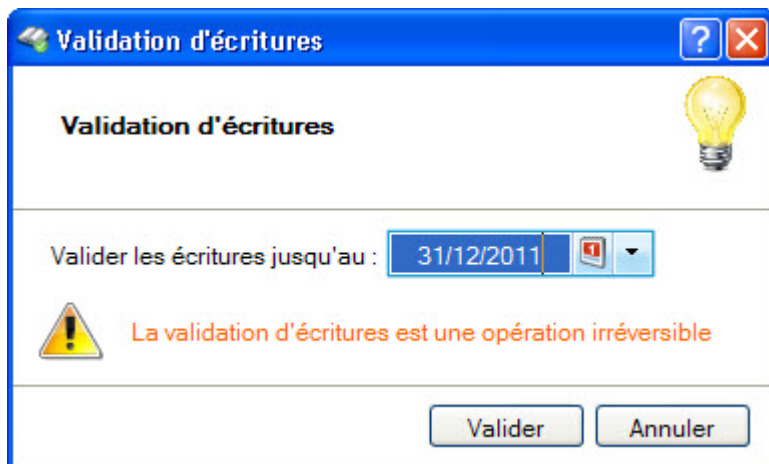 Validation d'écritures
Validation d'écritures
Valider les écritures jusqu'au : 31/12/2011
La validation d'écritures est une opération irréversible
Valider Annuler